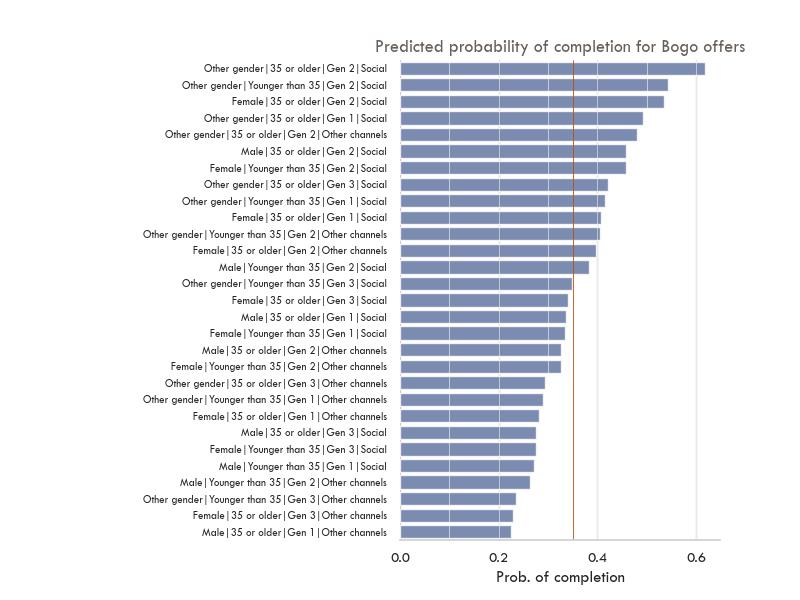 Predicted probability of completion for Bogo offers
Other gender|35 or older|Gen 2|Social
Other gender|Younger than 35|Gen 2|Social
Female|35 or older|Gen 2|Social
Other gender|35 or older|Gen 1|Social
Other gender|35 or older|Gen 2|Other channels
Male|35 or older|Gen 2|Social
Female|Younger than 35|Gen 2|Social
Other gender|35 or older|Gen 3|Social
Other gender|Younger than 35|Gen 1|Social
Female|35 or older|Gen 1|Social
Other gender|Younger than 35|Gen 2|Other channels
Female|35 or older|Gen 2|Other channels
Male|Younger than 35|Gen 2|Social
Other gender|Younger than 35|Gen 3|Social
Female|35 or older|Gen 3|Social
Male|35 or older|Gen 1|Social
Female|Younger than 35|Gen 1|Social
Male|35 or older|Gen 2|Other channels
Female|Younger than 35|Gen 2|Other channels
Other gender|35 or older|Gen 3|Other channels
Other gender|Younger than 35|Gen 1|Other channels
Female|35 or older|Gen 1|Other channels
Male|35 or older|Gen 3|Social
Female|Younger than 35|Gen 3|Social
Male|Younger than 35|Gen 1|Social
Male|Younger than 35|Gen 2|Other channels
Other gender|Younger than 35|Gen 3|Other channels
Female|35 or older|Gen 3|Other channels
Male|35 or older|Gen 1|Other channels
0.0 0.2 0.4 0.6
Prob. of completion